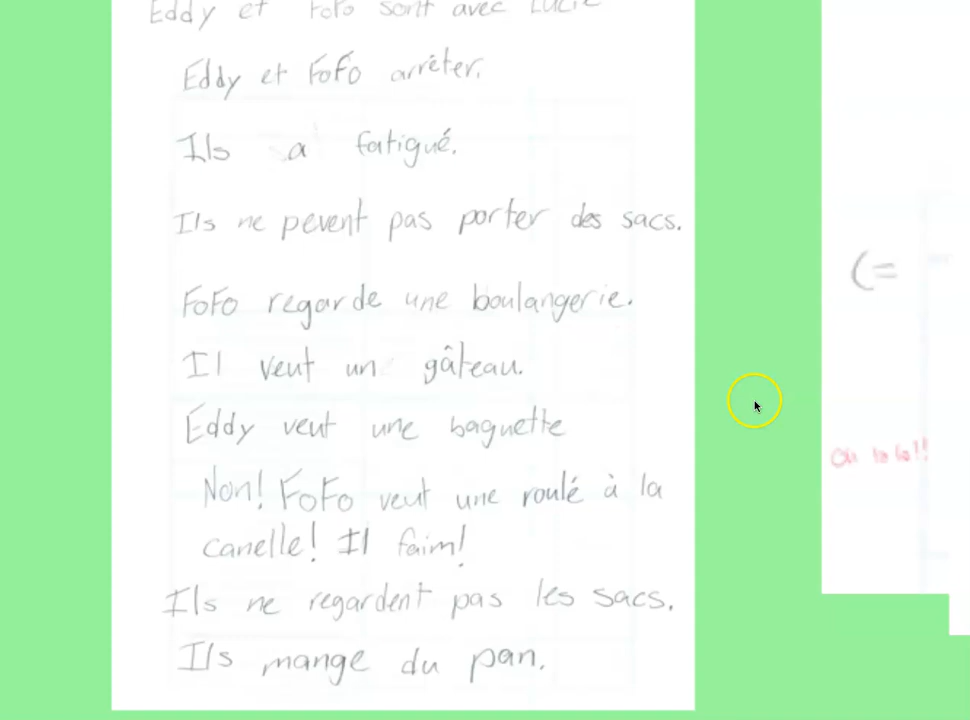 Eddy et FoFo sont avec Lucie
Eddy et FoFo arrêter.
Ils a fatigué.
Ils ne pevent pas porter des sacs.
FoFo regarde une boulangerie.
Il veut un gâteau.
Eddy veut une baguette
Non! FoFo veut une roulé à la
canelle! Il faim!
Ils ne regardent pas les sacs.
Ils mange du pan.
(=
Oh la la!!